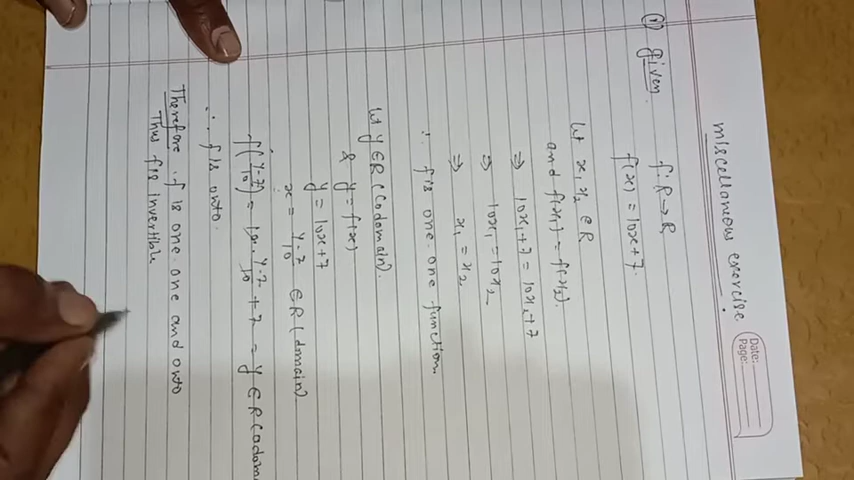 Date:
Page:
miscellaneous exercise.
① given. f: R→R
f(x) = 10x+7.
let x₁ x₂ ∈ R
and f(x₁) = f(x₂).
⇒ 10x₁+7 = 10x₂+7
⇒ 10x₁ = 10x₂
⇒ x₁ = x₂
∴ f is one-one function.
let y ∈ R (Codomain).
& y = f(x)
y = 10x+7
x = y-7/10 ∈ R (domain).
f(y-7/10) = 10. y-7/10 + 7 = y ∈ R (codom
∴ f is onto.
Therefore f is one-one and onto
Thus f is invertible